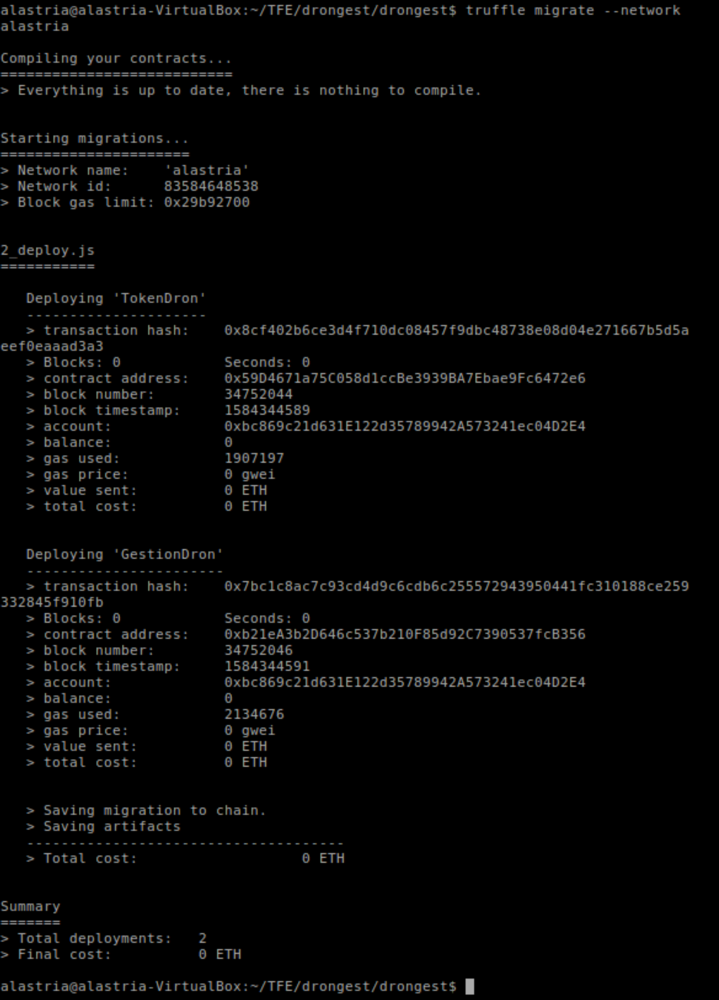 alastria@alastria-VirtualBox:~/TFE/drongest/drongest$ truffle migrate --network
alastria
Compiling your contracts...
===========================
> Everything is up to date, there is nothing to compile.
Starting migrations...
======================
> Network name:    'alastria'
> Network id:      83584648538
> Block gas limit: 0x29b92700
2_deploy.js
===========
   Deploying 'TokenDron'
   ---------------------
   > transaction hash:    0x8cf402b6ce3d4f710dc08457f9dbc48738e08d04e271667b5d5a
eef0eaaad3a3
   > Blocks: 0            Seconds: 0
   > contract address:    0x59D4671a75C058d1ccBe3939BA7Ebae9Fc6472e6
   > block number:        34752044
   > block timestamp:     1584344589
   > account:             0xbc869c21d631E122d35789942A573241ec04D2E4
   > balance:             0
   > gas used:            1907197
   > gas price:           0 gwei
   > value sent:          0 ETH
   > total cost:          0 ETH
   Deploying 'GestionDron'
   -----------------------
   > transaction hash:    0x7bc1c8ac7c93cd4d9c6cdb6c255572943950441fc310188ce259
332845f910fb
   > Blocks: 0            Seconds: 0
   > contract address:    0xb21eA3b2D646c537b210F85d92C7390537fcB356
   > block number:        34752046
   > block timestamp:     1584344591
   > account:             0xbc869c21d631E122d35789942A573241ec04D2E4
   > balance:             0
   > gas used:            2134676
   > gas price:           0 gwei
   > value sent:          0 ETH
   > total cost:          0 ETH
   > Saving migration to chain.
   > Saving artifacts
   -------------------------------------
   > Total cost:                   0 ETH
Summary
=======
> Total deployments:   2
> Final cost:          0 ETH
alastria@alastria-VirtualBox:~/TFE/drongest/drongest$